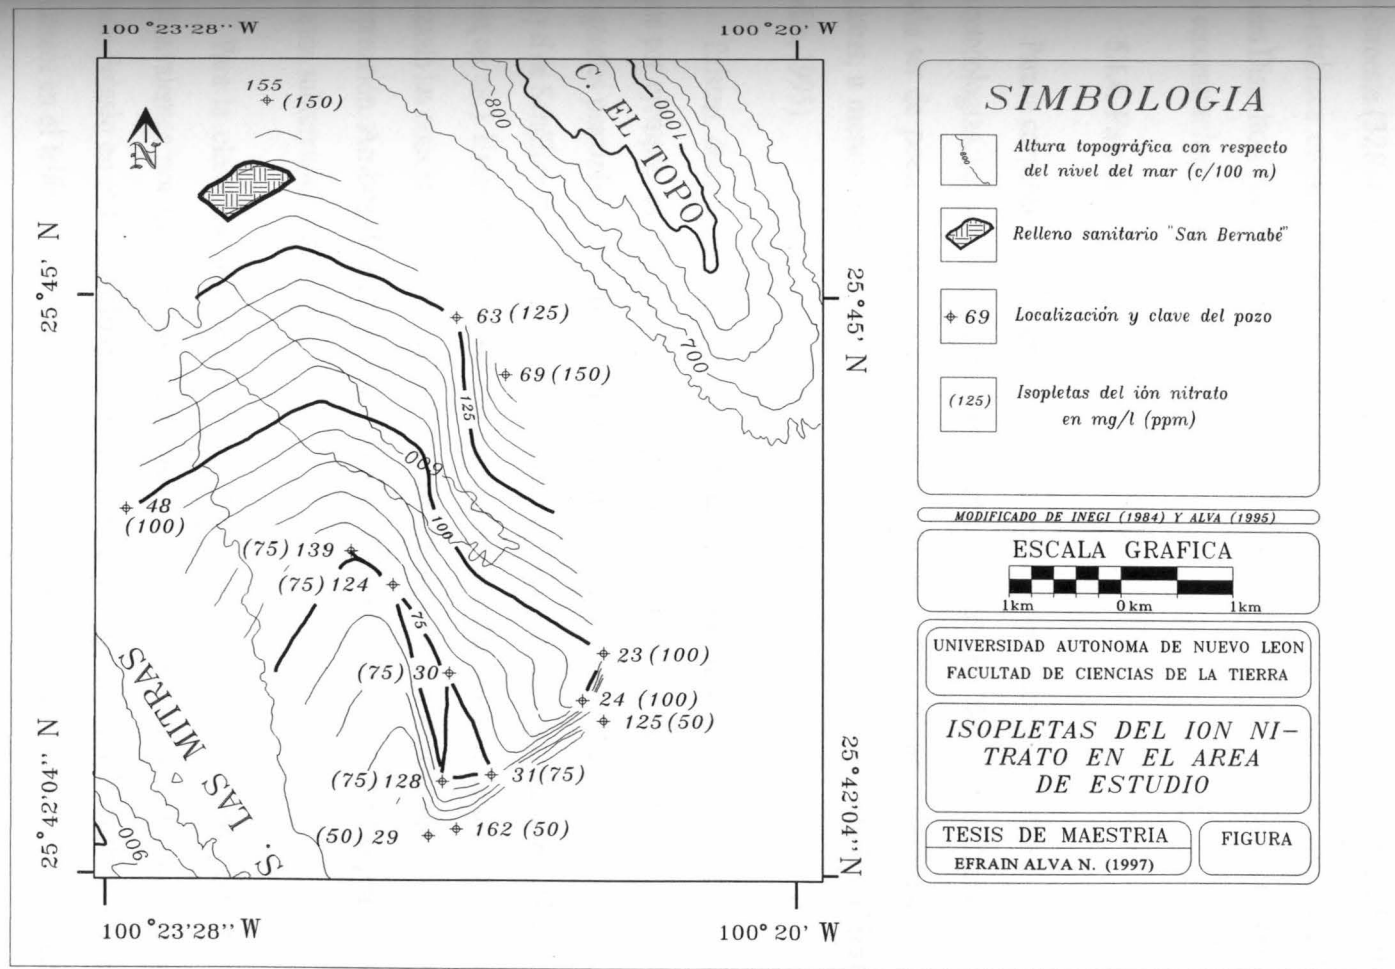 100°23'28'' W
100°20' W
155
(150)
N
800
C. EL TOPO
1000
25°45' N
25°45' N
63 (125)
700
69 (150)
125
600
48
(100)
100
(75) 139
(75) 124
75
23 (100)
(75) 30
24 (100)
125 (50)
S. LAS MITRAS
(75) 128
31 (75)
162 (50)
(50) 29
900
25°42'04'' N
25°42'04'' N
100°23'28'' W
100°20' W
SIMBOLOGIA
800
Altura topográfica con respecto
del nivel del mar (c/100 m)
Relleno sanitario "San Bernabé"
69
Localización y clave del pozo
(125)
Isopletas del ión nitrato
en mg/l (ppm)
MODIFICADO DE INEGI (1984) Y ALVA (1995)
ESCALA GRAFICA
1km 0km 1km
UNIVERSIDAD AUTONOMA DE NUEVO LEON
FACULTAD DE CIENCIAS DE LA TIERRA
ISOPLETAS DEL ION NI-
TRATO EN EL AREA
DE ESTUDIO
TESIS DE MAESTRIA
EFRAIN ALVA N. (1997)
FIGURA